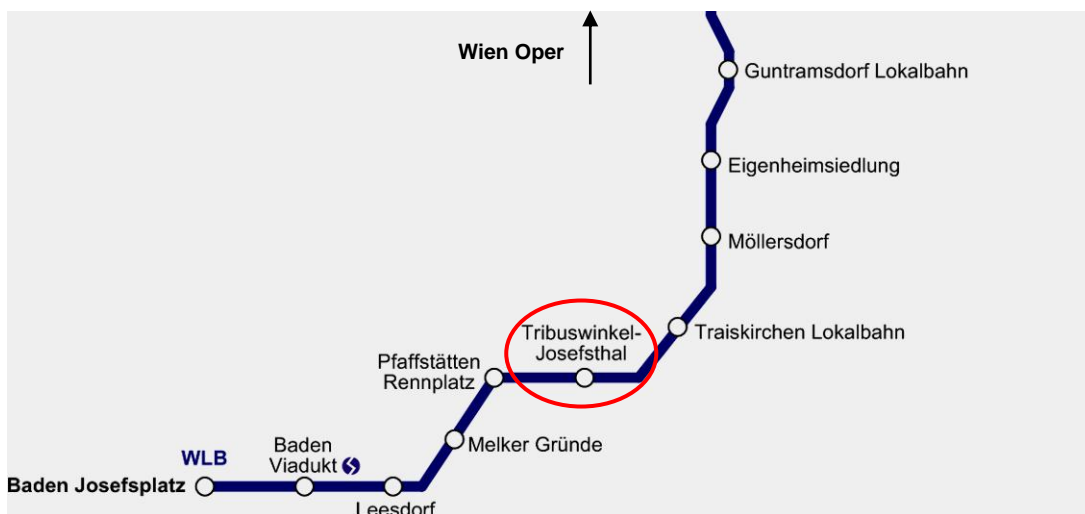 Wien Oper
Guntramsdorf Lokalbahn
Eigenheimsiedlung
Möllersdorf
Traiskirchen Lokalbahn
Tribuswinkel-
Josefsthal
Pfaffstätten
Rennplatz
Melker Gründe
WLB
Baden
Viadukt
Baden Josefsplatz
Leesdorf